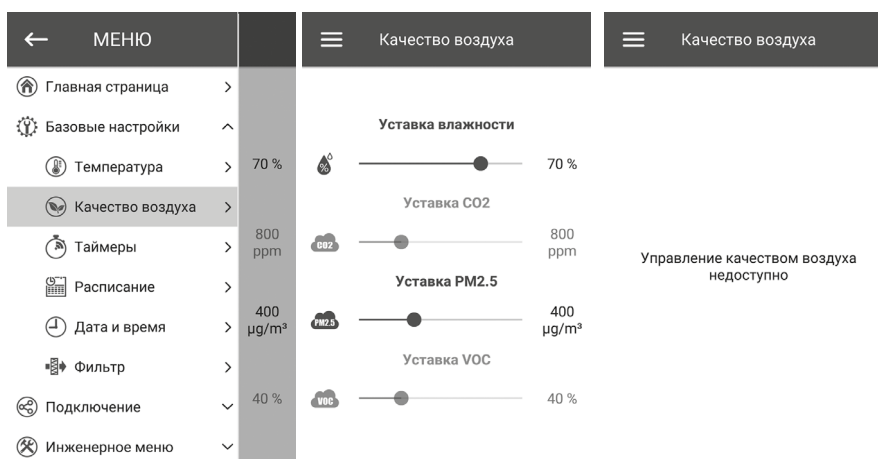 МЕНЮ
Главная страница
Базовые настройки
Температура
70 %
Качество воздуха
Таймеры
800
ppm
Расписание
Дата и время
400
µg/m³
Фильтр
Подключение
40 %
Инженерное меню
Качество воздуха
Уставка влажности
%
70 %
Уставка CO2
CO2
800
ppm
Уставка PM2.5
PM2.5
400
µg/m³
Уставка VOC
VOC
40 %
Качество воздуха
Управление качеством воздуха
недоступно